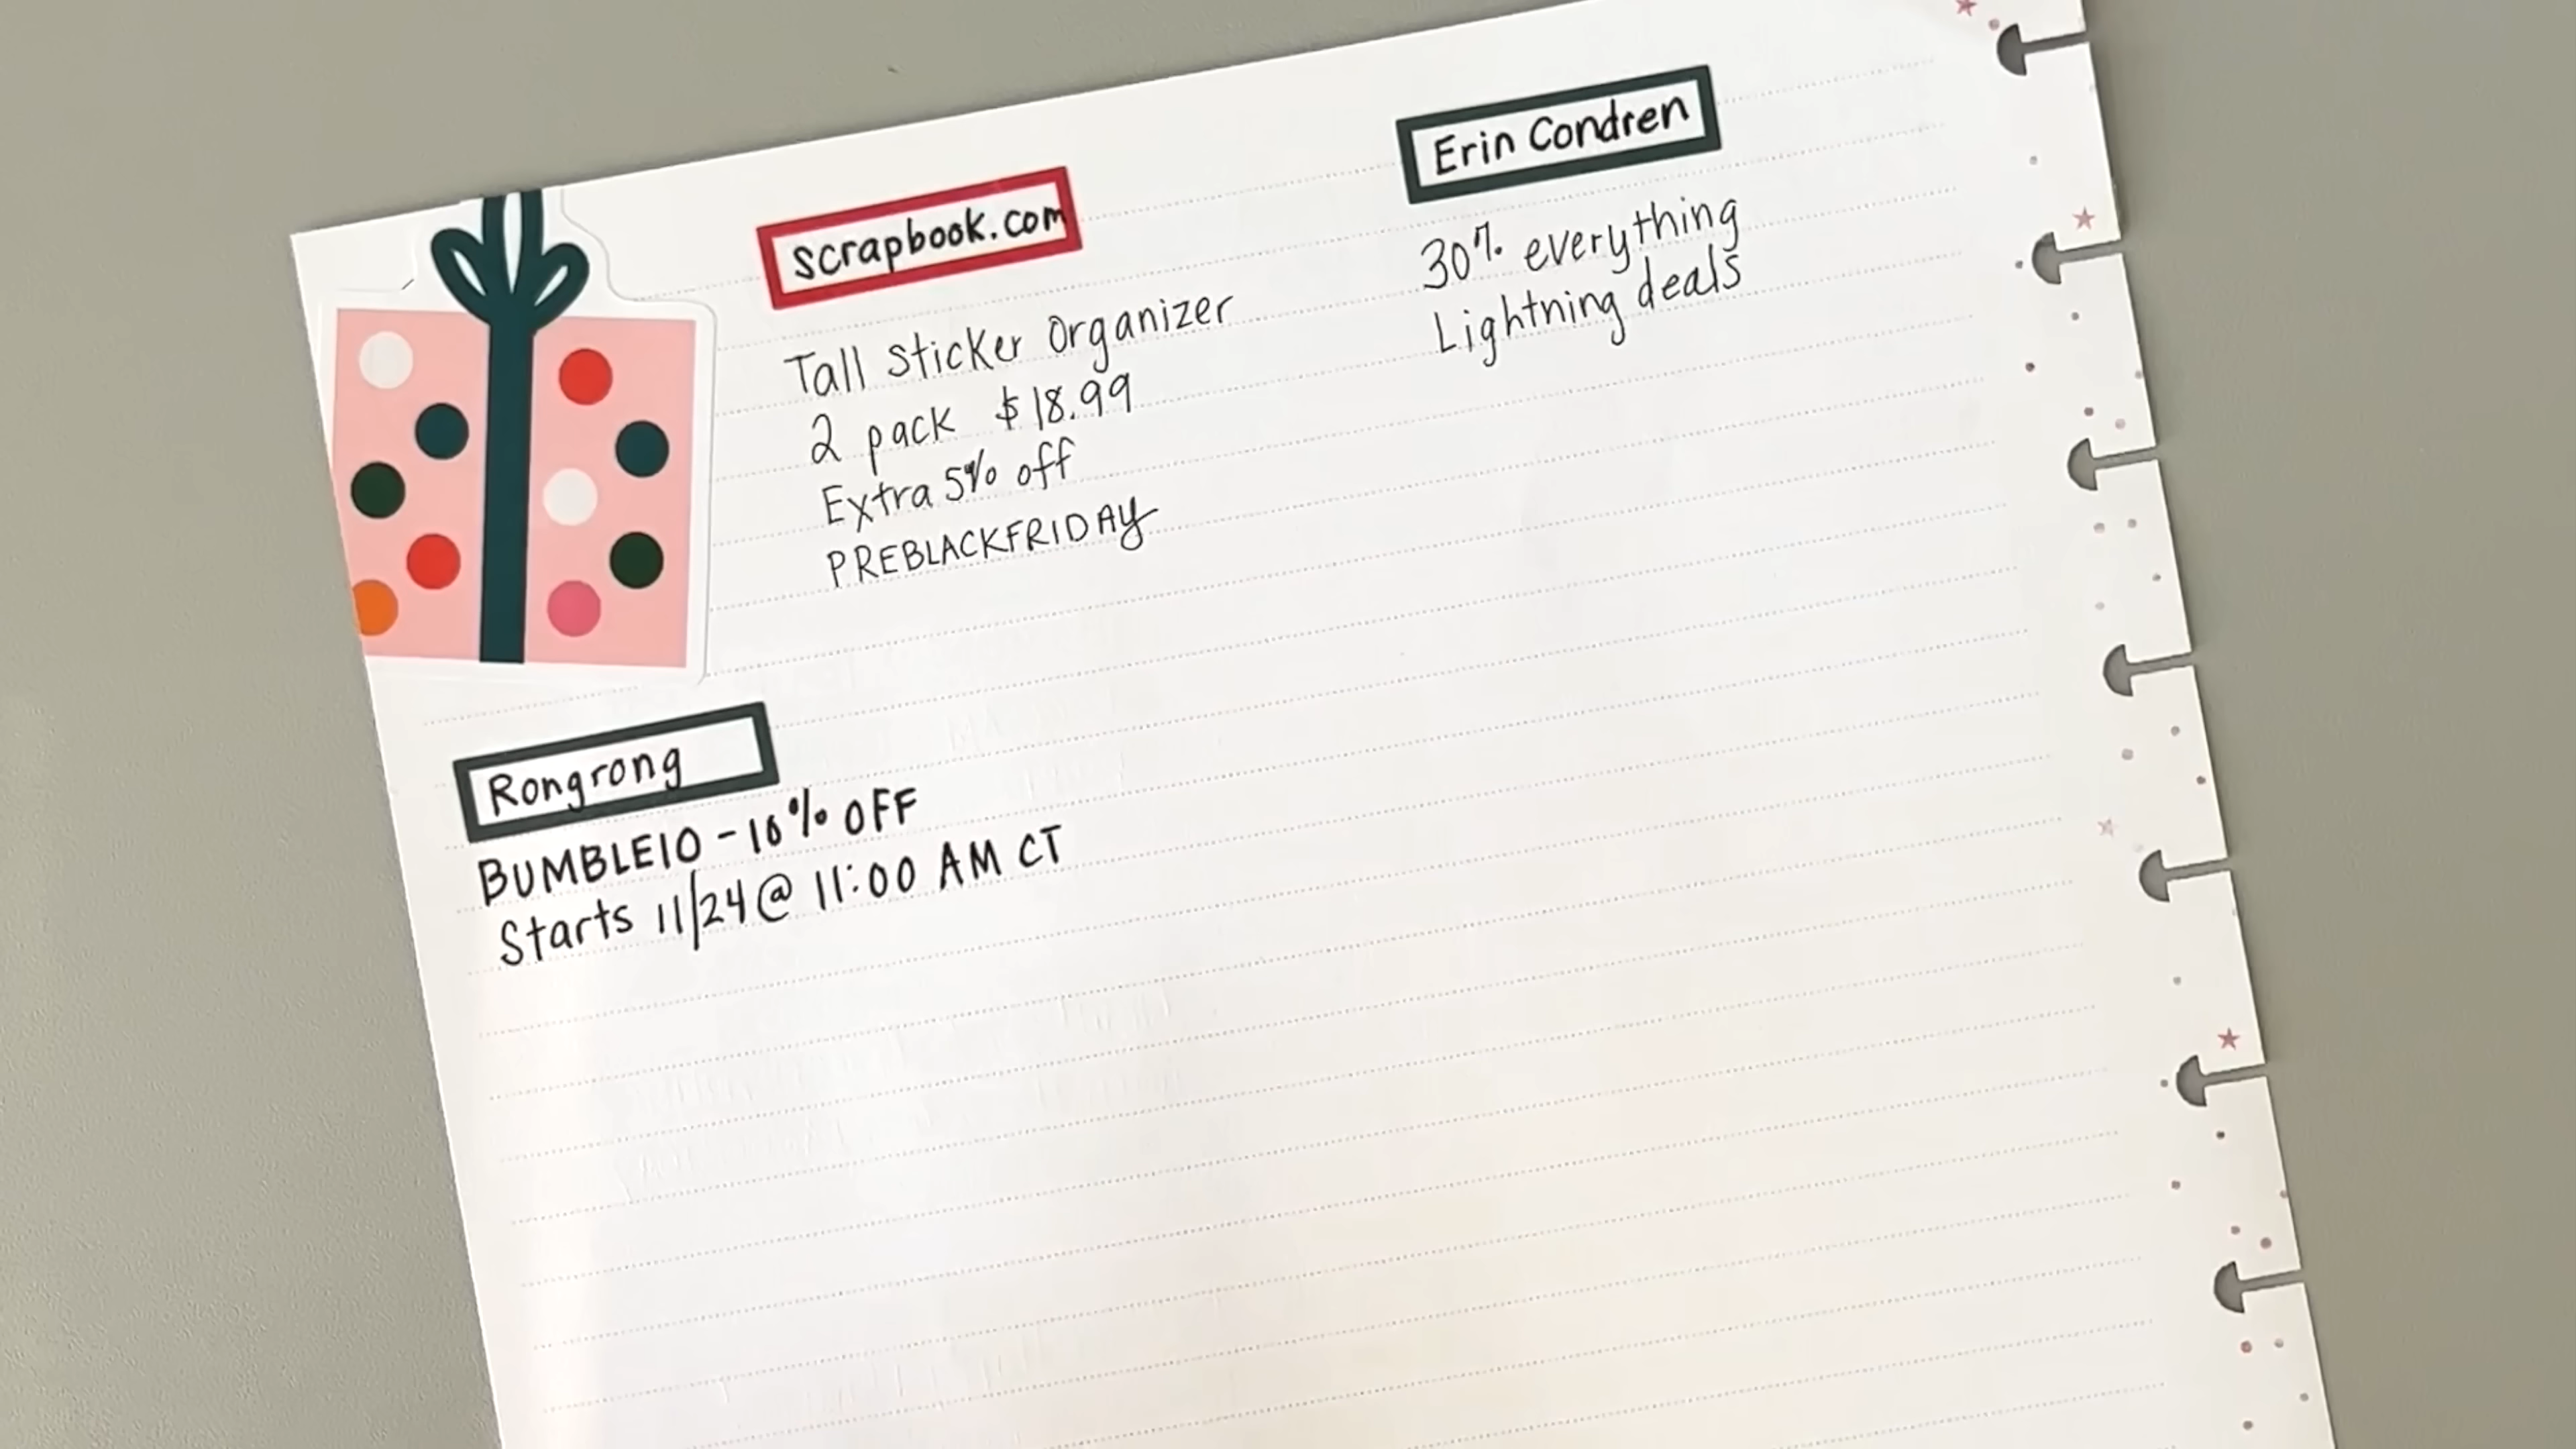 scrapbook.com
Tall Sticker Organizer
2 pack $18.99
Extra 5% off
PREBLACKFRIDAY
Erin Condren
30% everything
Lightning deals
Rongrong
BUMBLE10 - 10% OFF
Starts 11/24 @ 11:00 AM CT